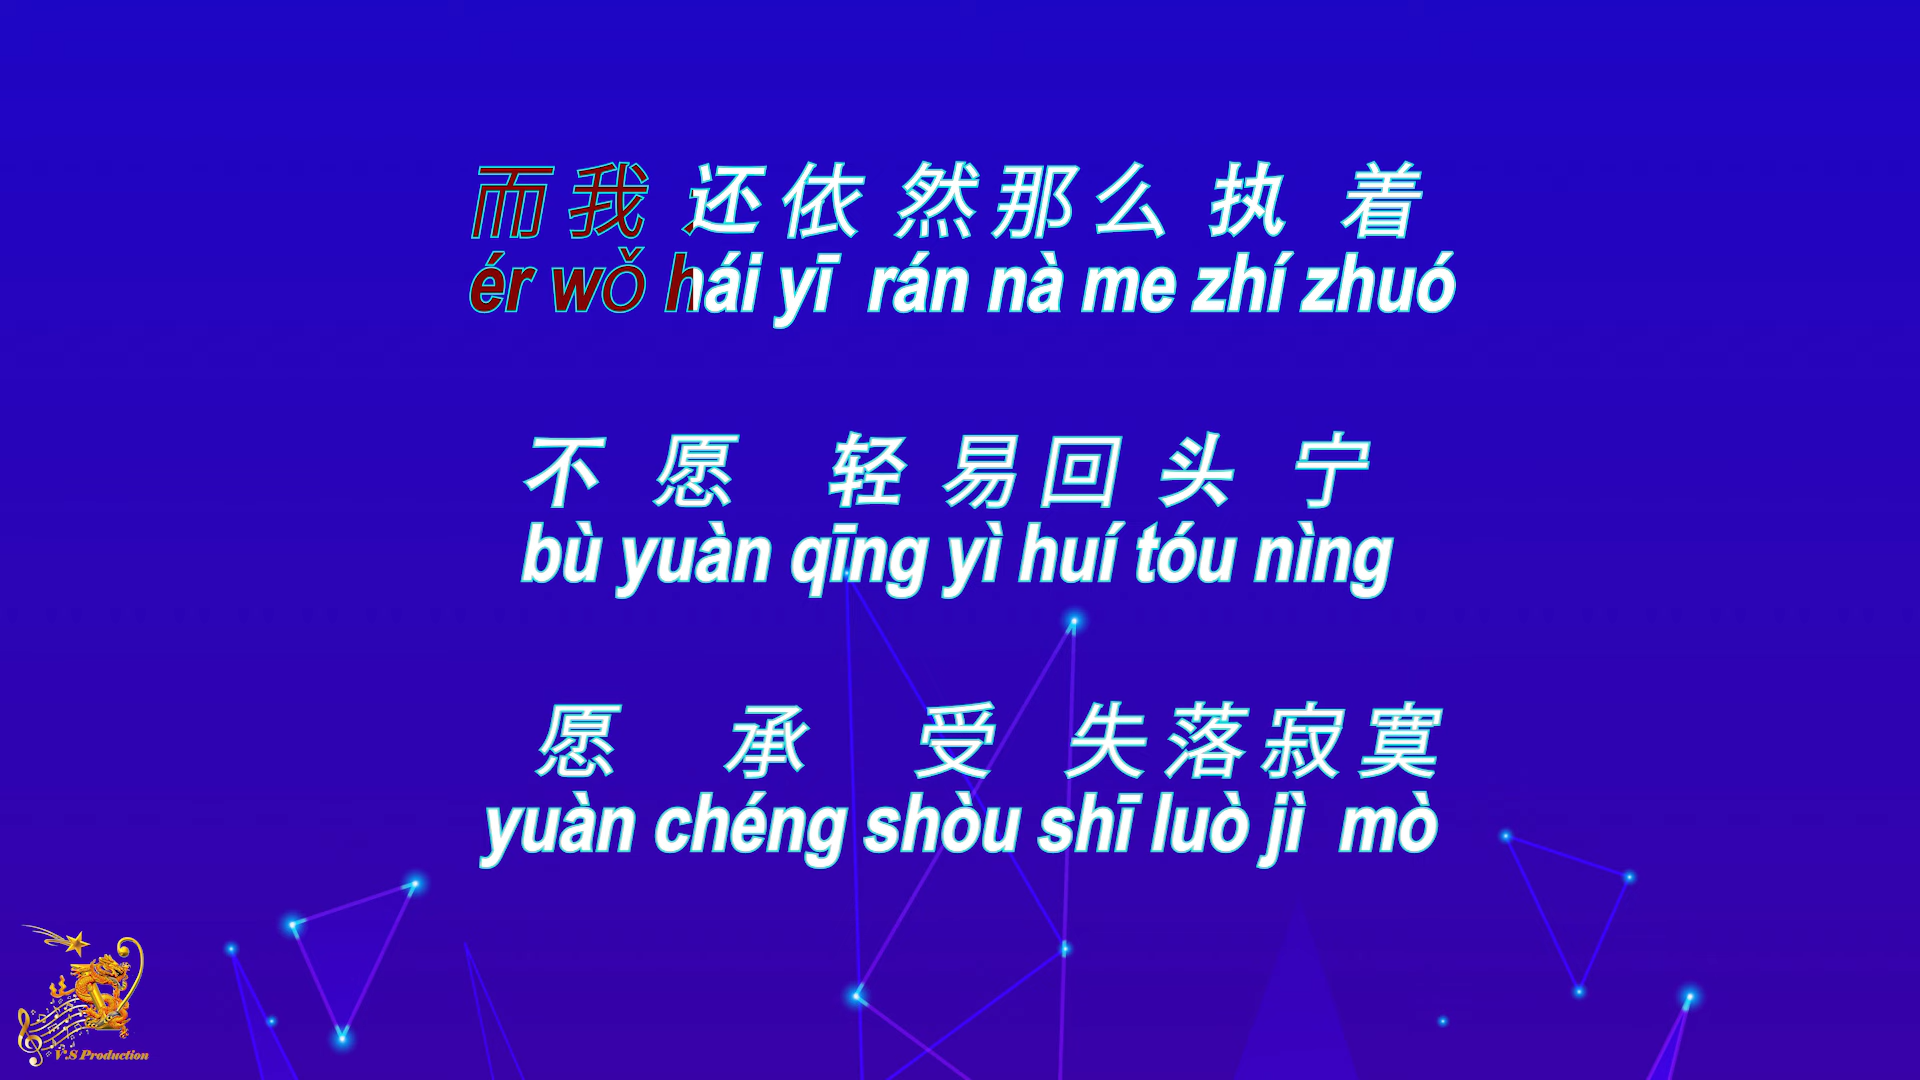 而我 还依 然那么 执 着
ér wǒ hái yī rán nà me zhí zhuó
不 愿 轻 易回 头 宁
bù yuàn qīng yì huí tóu nìng
愿 承 受 失落寂寞
yuàn chéng shòu shī luò jì mò
V.S Production